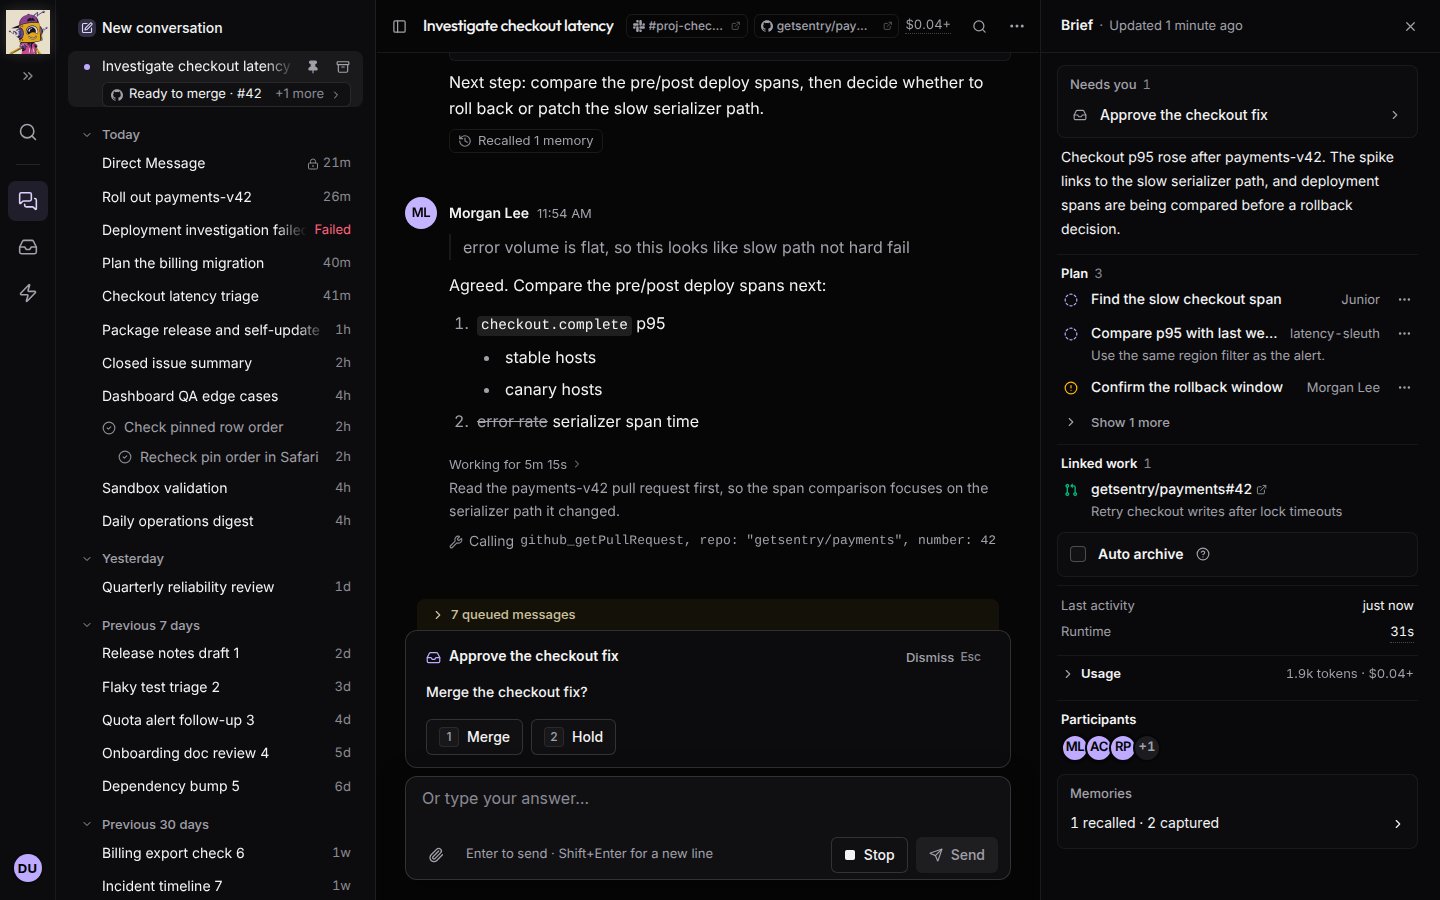 New conversation
Investigate checkout latency
Ready to merge · #42 +1 more
Today
Direct Message 21m
Roll out payments-v42 26m
Deployment investigation failed Failed
Plan the billing migration 40m
Checkout latency triage 41m
Package release and self-update 1h
Closed issue summary 2h
Dashboard QA edge cases 4h
Check pinned row order 2h
Recheck pin order in Safari 2h
Sandbox validation 4h
Daily operations digest 4h
Yesterday
Quarterly reliability review 1d
Previous 7 days
Release notes draft 1 2d
Flaky test triage 2 3d
Quota alert follow-up 3 4d
Onboarding doc review 4 5d
Dependency bump 5 6d
Previous 30 days
Billing export check 6 1w
Incident timeline 7 1w
DU
Investigate checkout latency #proj-chec... getsentry/pay... $0.04+
Next step: compare the pre/post deploy spans, then decide whether to
roll back or patch the slow serializer path.
Recalled 1 memory
ML Morgan Lee 11:54 AM
error volume is flat, so this looks like slow path not hard fail
Agreed. Compare the pre/post deploy spans next:
1. checkout.complete p95
• stable hosts
• canary hosts
2. error rate serializer span time
Working for 5m 15s
Read the payments-v42 pull request first, so the span comparison focuses on the
serializer path it changed.
Calling github_getPullRequest, repo: "getsentry/payments", number: 42
7 queued messages
Approve the checkout fix Dismiss Esc
Merge the checkout fix?
1 Merge 2 Hold
Or type your answer...
Enter to send · Shift+Enter for a new line Stop Send
Brief · Updated 1 minute ago
Needs you 1
Approve the checkout fix
Checkout p95 rose after payments-v42. The spike
links to the slow serializer path, and deployment
spans are being compared before a rollback
decision.
Plan 3
Find the slow checkout span Junior
Compare p95 with last we... latency-sleuth
Use the same region filter as the alert.
Confirm the rollback window Morgan Lee
Show 1 more
Linked work 1
getsentry/payments#42
Retry checkout writes after lock timeouts
Auto archive
Last activity just now
Runtime 31s
Usage 1.9k tokens · $0.04+
Participants
ML AC RP +1
Memories
1 recalled · 2 captured